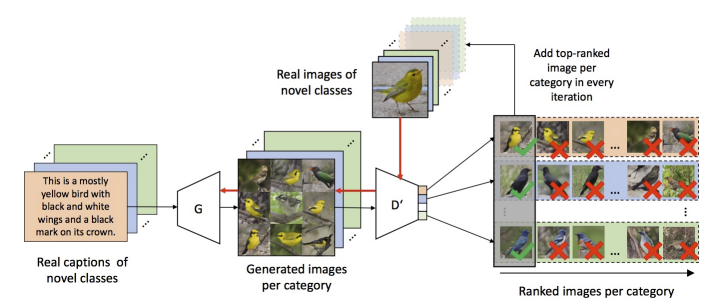 Real images of
novel classes
Add top-ranked
image per
category in every
iteration
This is a mostly
yellow bird with
black and white
wings and a black
mark on its crown.
G
D'
...
...
...
Real captions of
novel classes
Generated images
per category
Ranked images per category